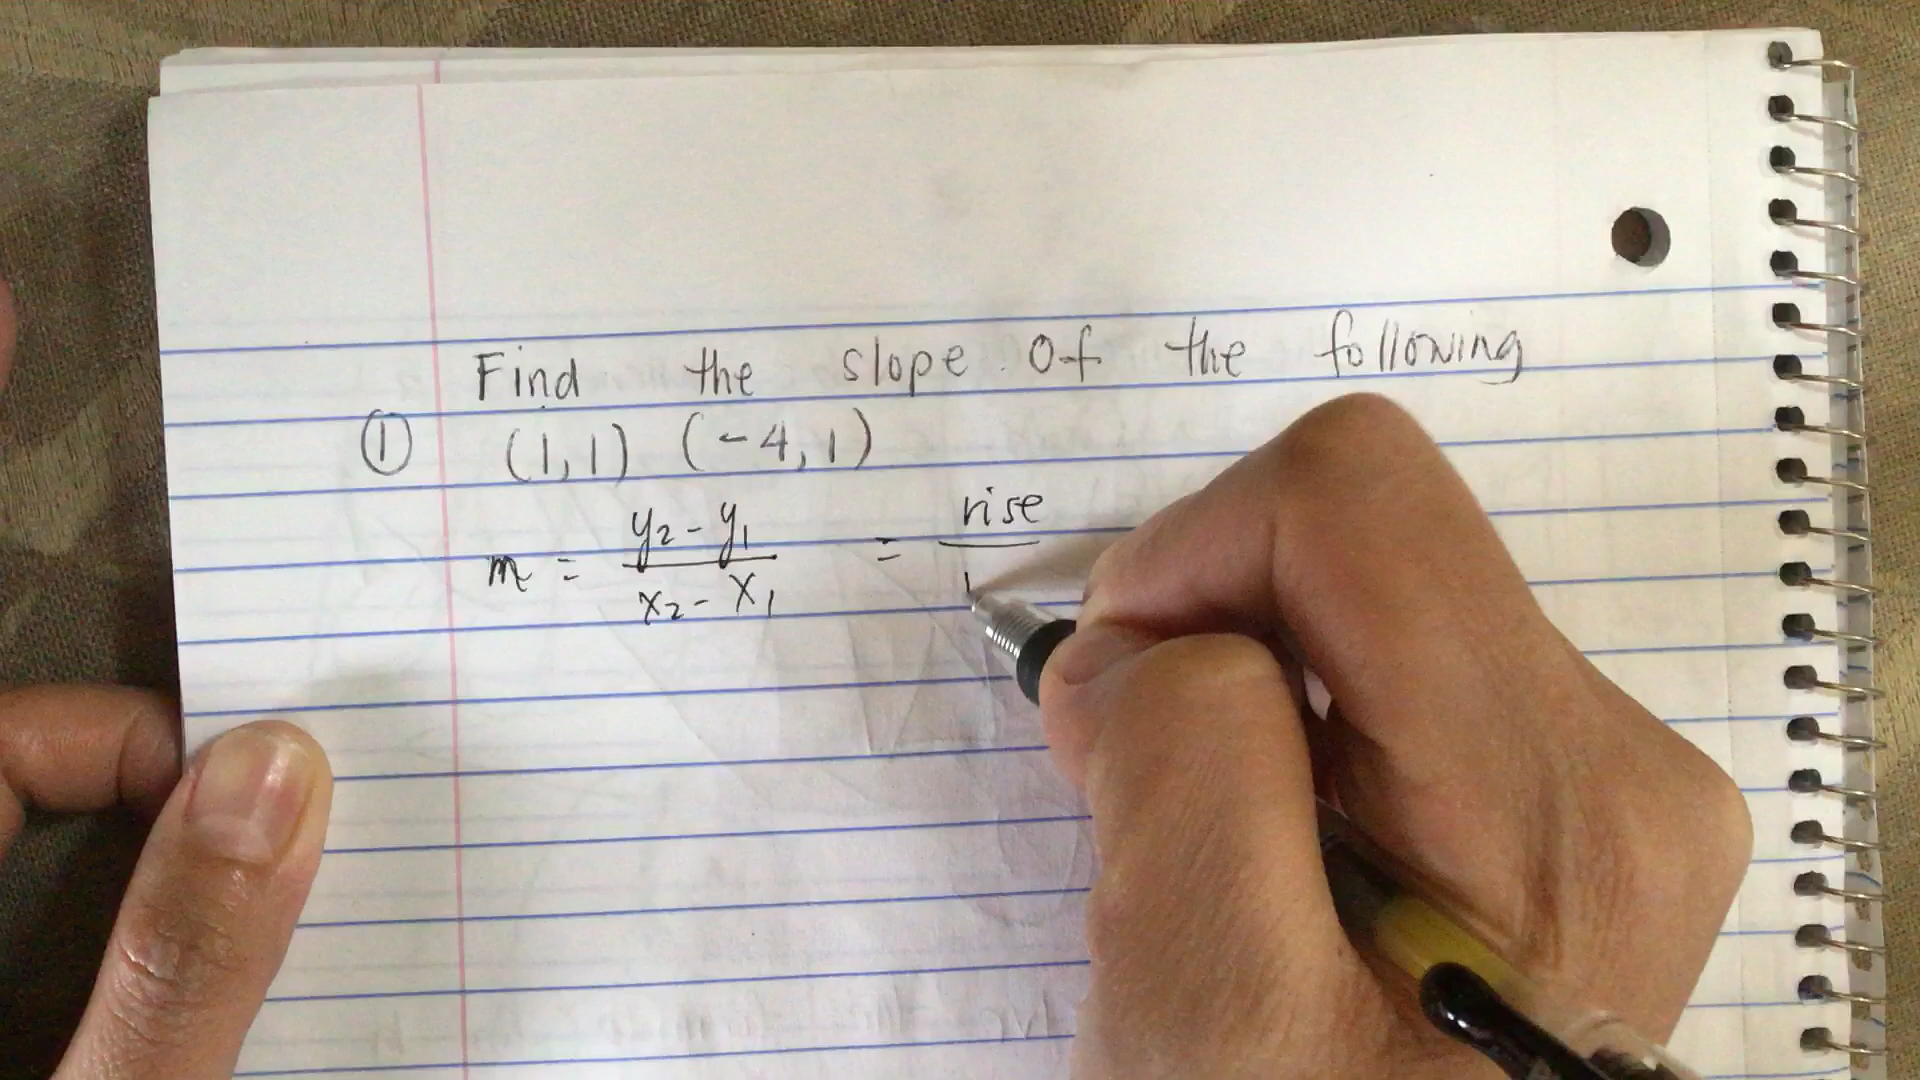 Find the slope of the following
① (1,1) (-4,1)
m = y₂ - y₁ / x₂ - x₁ = rise /